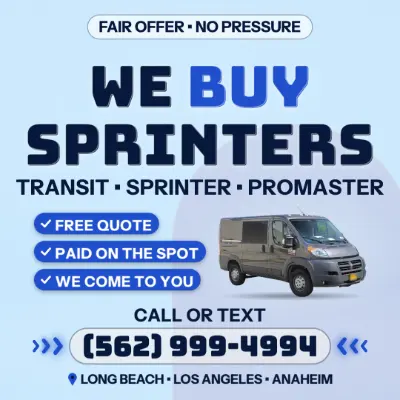 FAIR OFFER • NO PRESSURE
WE BUY
SPRINTERS
TRANSIT • SPRINTER • PROMASTER
FREE QUOTE
PAID ON THE SPOT
WE COME TO YOU
CALL OR TEXT
(562) 999-4994
LONG BEACH • LOS ANGELES • ANAHEIM